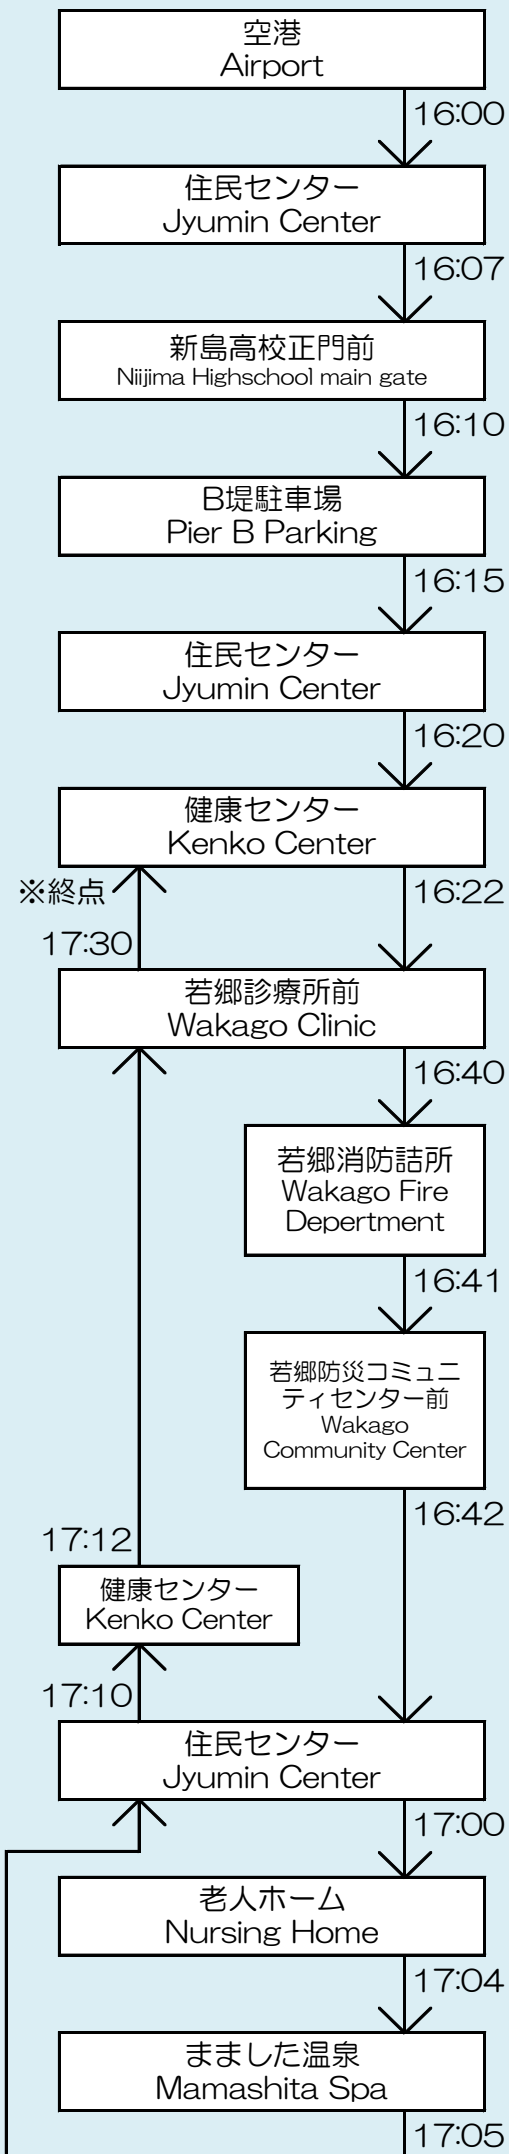 空港
Airport
16:00
住民センター
Jyumin Center
16:07
新島高校正門前
Niijima Highschool main gate
16:10
B堤駐車場
Pier B Parking
16:15
住民センター
Jyumin Center
16:20
健康センター
Kenko Center
※終点
16:22
17:30
若郷診療所前
Wakago Clinic
16:40
若郷消防詰所
Wakago Fire
Depertment
16:41
若郷防災コミュニ
ティセンター前
Wakago
Community Center
16:42
17:12
健康センター
Kenko Center
17:10
住民センター
Jyumin Center
17:00
老人ホーム
Nursing Home
17:04
まました温泉
Mamashita Spa
17:05